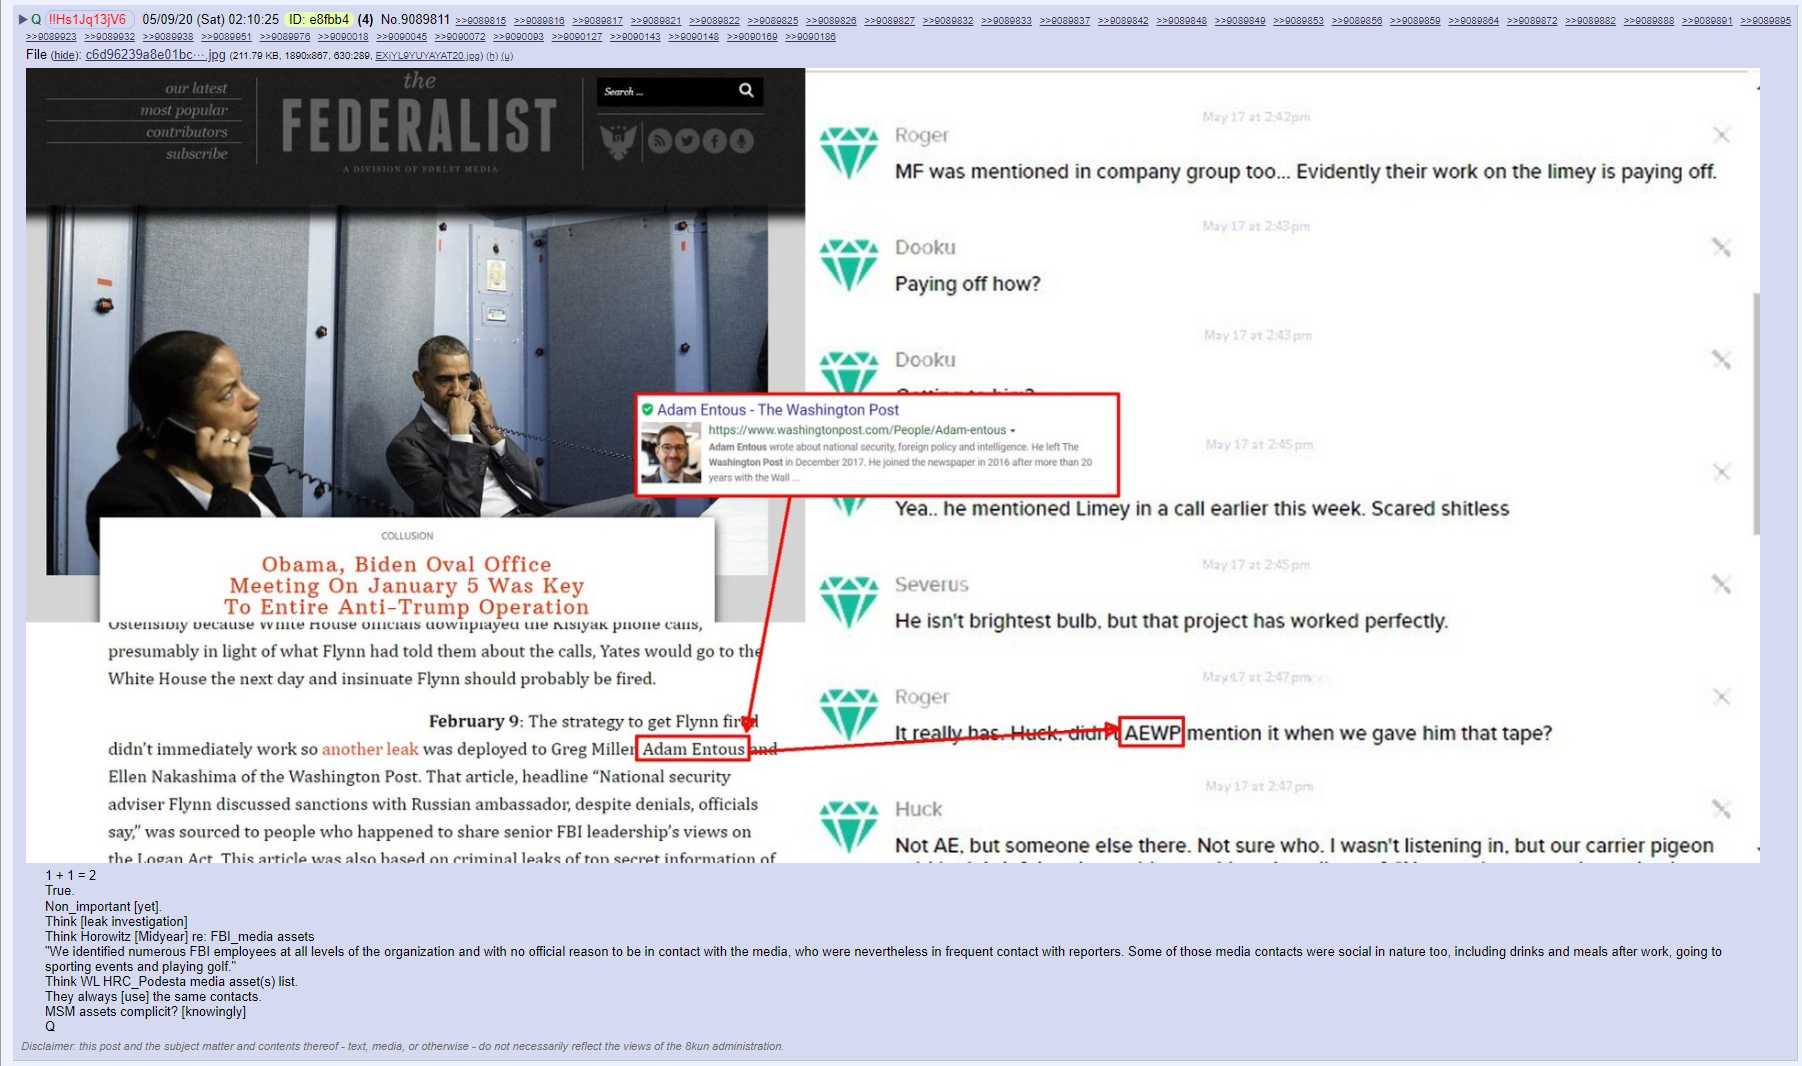 Q !!Hs1Jq13jV6 05/09/20 (Sat) 02:10:25 ID: e8fbb4 (4) No.9089811 >>9089815 >>9089816 >>9089817 >>9089821 >>9089822 >>9089825 >>9089826 >>9089827 >>9089832 >>9089833 >>9089837 >>9089842 >>9089848 >>9089849 >>9089853 >>9089856 >>9089859 >>9089864 >>9089872 >>9089882 >>9089888 >>9089891 >>9089895
>>9089923 >>9089932 >>9089938 >>9089951 >>9089976 >>9090018 >>9090045 >>9090072 >>9090093 >>9090127 >>9090143 >>9090148 >>9090169 >>9090186
File (hide): c6d96239a8e01bc···.jpg (211.79 KB, 1890x867, 630:289, EXjYL9YUYAYAT20.jpg) (h) (u)
our latest
most popular
contributors
subscribe
the
FEDERALIST
A DIVISION OF FDRLST MEDIA
Search ...
COLLUSION
Obama, Biden Oval Office
Meeting On January 5 Was Key
To Entire Anti-Trump Operation
Ostensibly because White House officials downplayed the Kislyak phone calls,
presumably in light of what Flynn had told them about the calls, Yates would go to the
White House the next day and insinuate Flynn should probably be fired.
February 9: The strategy to get Flynn fired
didn't immediately work so another leak was deployed to Greg Miller Adam Entous and
Ellen Nakashima of the Washington Post. That article, headline “National security
adviser Flynn discussed sanctions with Russian ambassador, despite denials, officials
say,” was sourced to people who happened to share senior FBI leadership’s views on
the Logan Act. This article was also based on criminal leaks of top secret information of
Adam Entous - The Washington Post
https://www.washingtonpost.com/People/Adam-entous
Adam Entous wrote about national security, foreign policy and intelligence. He left The
Washington Post in December 2017. He joined the newspaper in 2016 after more than 20
years with the Wall ...
May 17 at 2:42pm
Roger
MF was mentioned in company group too... Evidently their work on the limey is paying off.
May 17 at 2:43pm
Dooku
Paying off how?
May 17 at 2:43pm
Dooku
Getting to him?
May 17 at 2:45pm
Yea.. he mentioned Limey in a call earlier this week. Scared shitless
May 17 at 2:45pm
Severus
He isn't brightest bulb, but that project has worked perfectly.
May 17 at 2:47pm
Roger
It really has. Huck, didn't AEWP mention it when we gave him that tape?
May 17 at 2:47pm
Huck
Not AE, but someone else there. Not sure who. I wasn't listening in, but our carrier pigeon
1 + 1 = 2
True.
Non_important [yet].
Think [leak investigation]
Think Horowitz [Midyear] re: FBI_media assets
"We identified numerous FBI employees at all levels of the organization and with no official reason to be in contact with the media, who were nevertheless in frequent contact with reporters. Some of those media contacts were social in nature too, including drinks and meals after work, going to
sporting events and playing golf."
Think WL HRC_Podesta media asset(s) list.
They always [use] the same contacts.
MSM assets complicit? [knowingly]
Q
Disclaimer: this post and the subject matter and contents thereof - text, media, or otherwise - do not necessarily reflect the views of the 8kun administration.